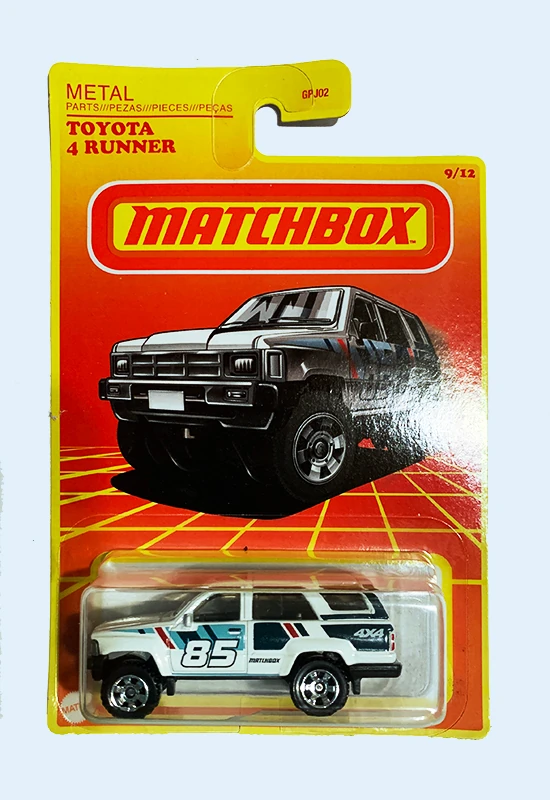 METAL
PARTS///PEZAS///PIECES///PEÇAS
TOYOTA
4 RUNNER
GPJ02
9/12
MATCHBOX
85
MATCHBOX
4X4